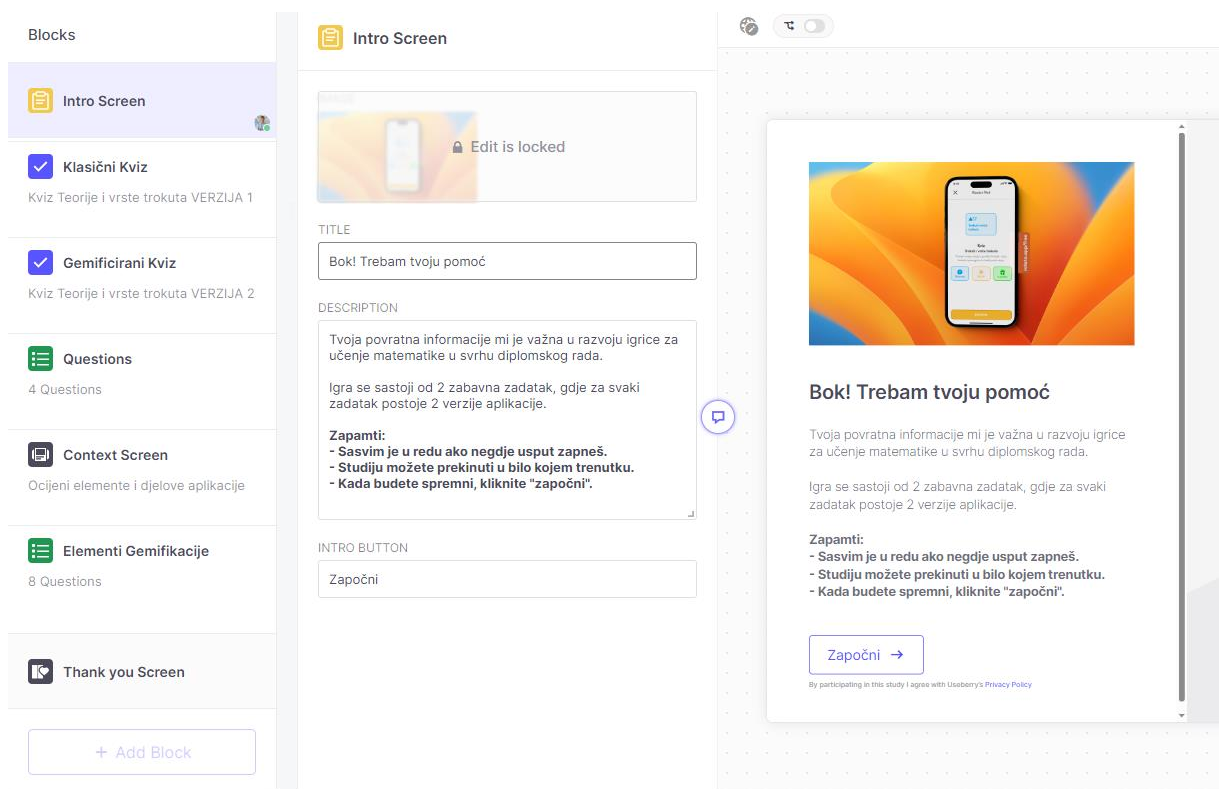 Blocks
Intro Screen
Klasični Kviz
Kviz Teorije i vrste trokuta VERZIJA 1
Gemificirani Kviz
Kviz Teorije i vrste trokuta VERZIJA 2
Questions
4 Questions
Context Screen
Ocijeni elemente i djelove aplikacije
Elementi Gemifikacije
8 Questions
Thank you Screen
+ Add Block
Intro Screen
Edit is locked
TITLE
Bok! Trebam tvoju pomoć
DESCRIPTION
Tvoja povratna informacije mi je važna u razvoju igrice za
učenje matematike u svrhu diplomskog rada.
Igra se sastoji od 2 zabavna zadatak, gdje za svaki
zadatak postoje 2 verzije aplikacije.
Zapamti:
- Sasvim je u redu ako negdje usput zapneš.
- Studiju možete prekinuti u bilo kojem trenutku.
- Kada budete spremni, kliknite "započni".
INTRO BUTTON
Započni
Kviz
Bok! Trebam tvoju pomoć
Tvoja povratna informacije mi je važna u razvoju igrice
za učenje matematike u svrhu diplomskog rada.
Igra se sastoji od 2 zabavna zadatak, gdje za svaki
zadatak postoje 2 verzije aplikacije.
Zapamti:
- Sasvim je u redu ako negdje usput zapneš.
- Studiju možete prekinuti u bilo kojem trenutku.
- Kada budete spremni, kliknite "započni".
Započni →
By participating in this study I agree with Useberry's Privacy Policy